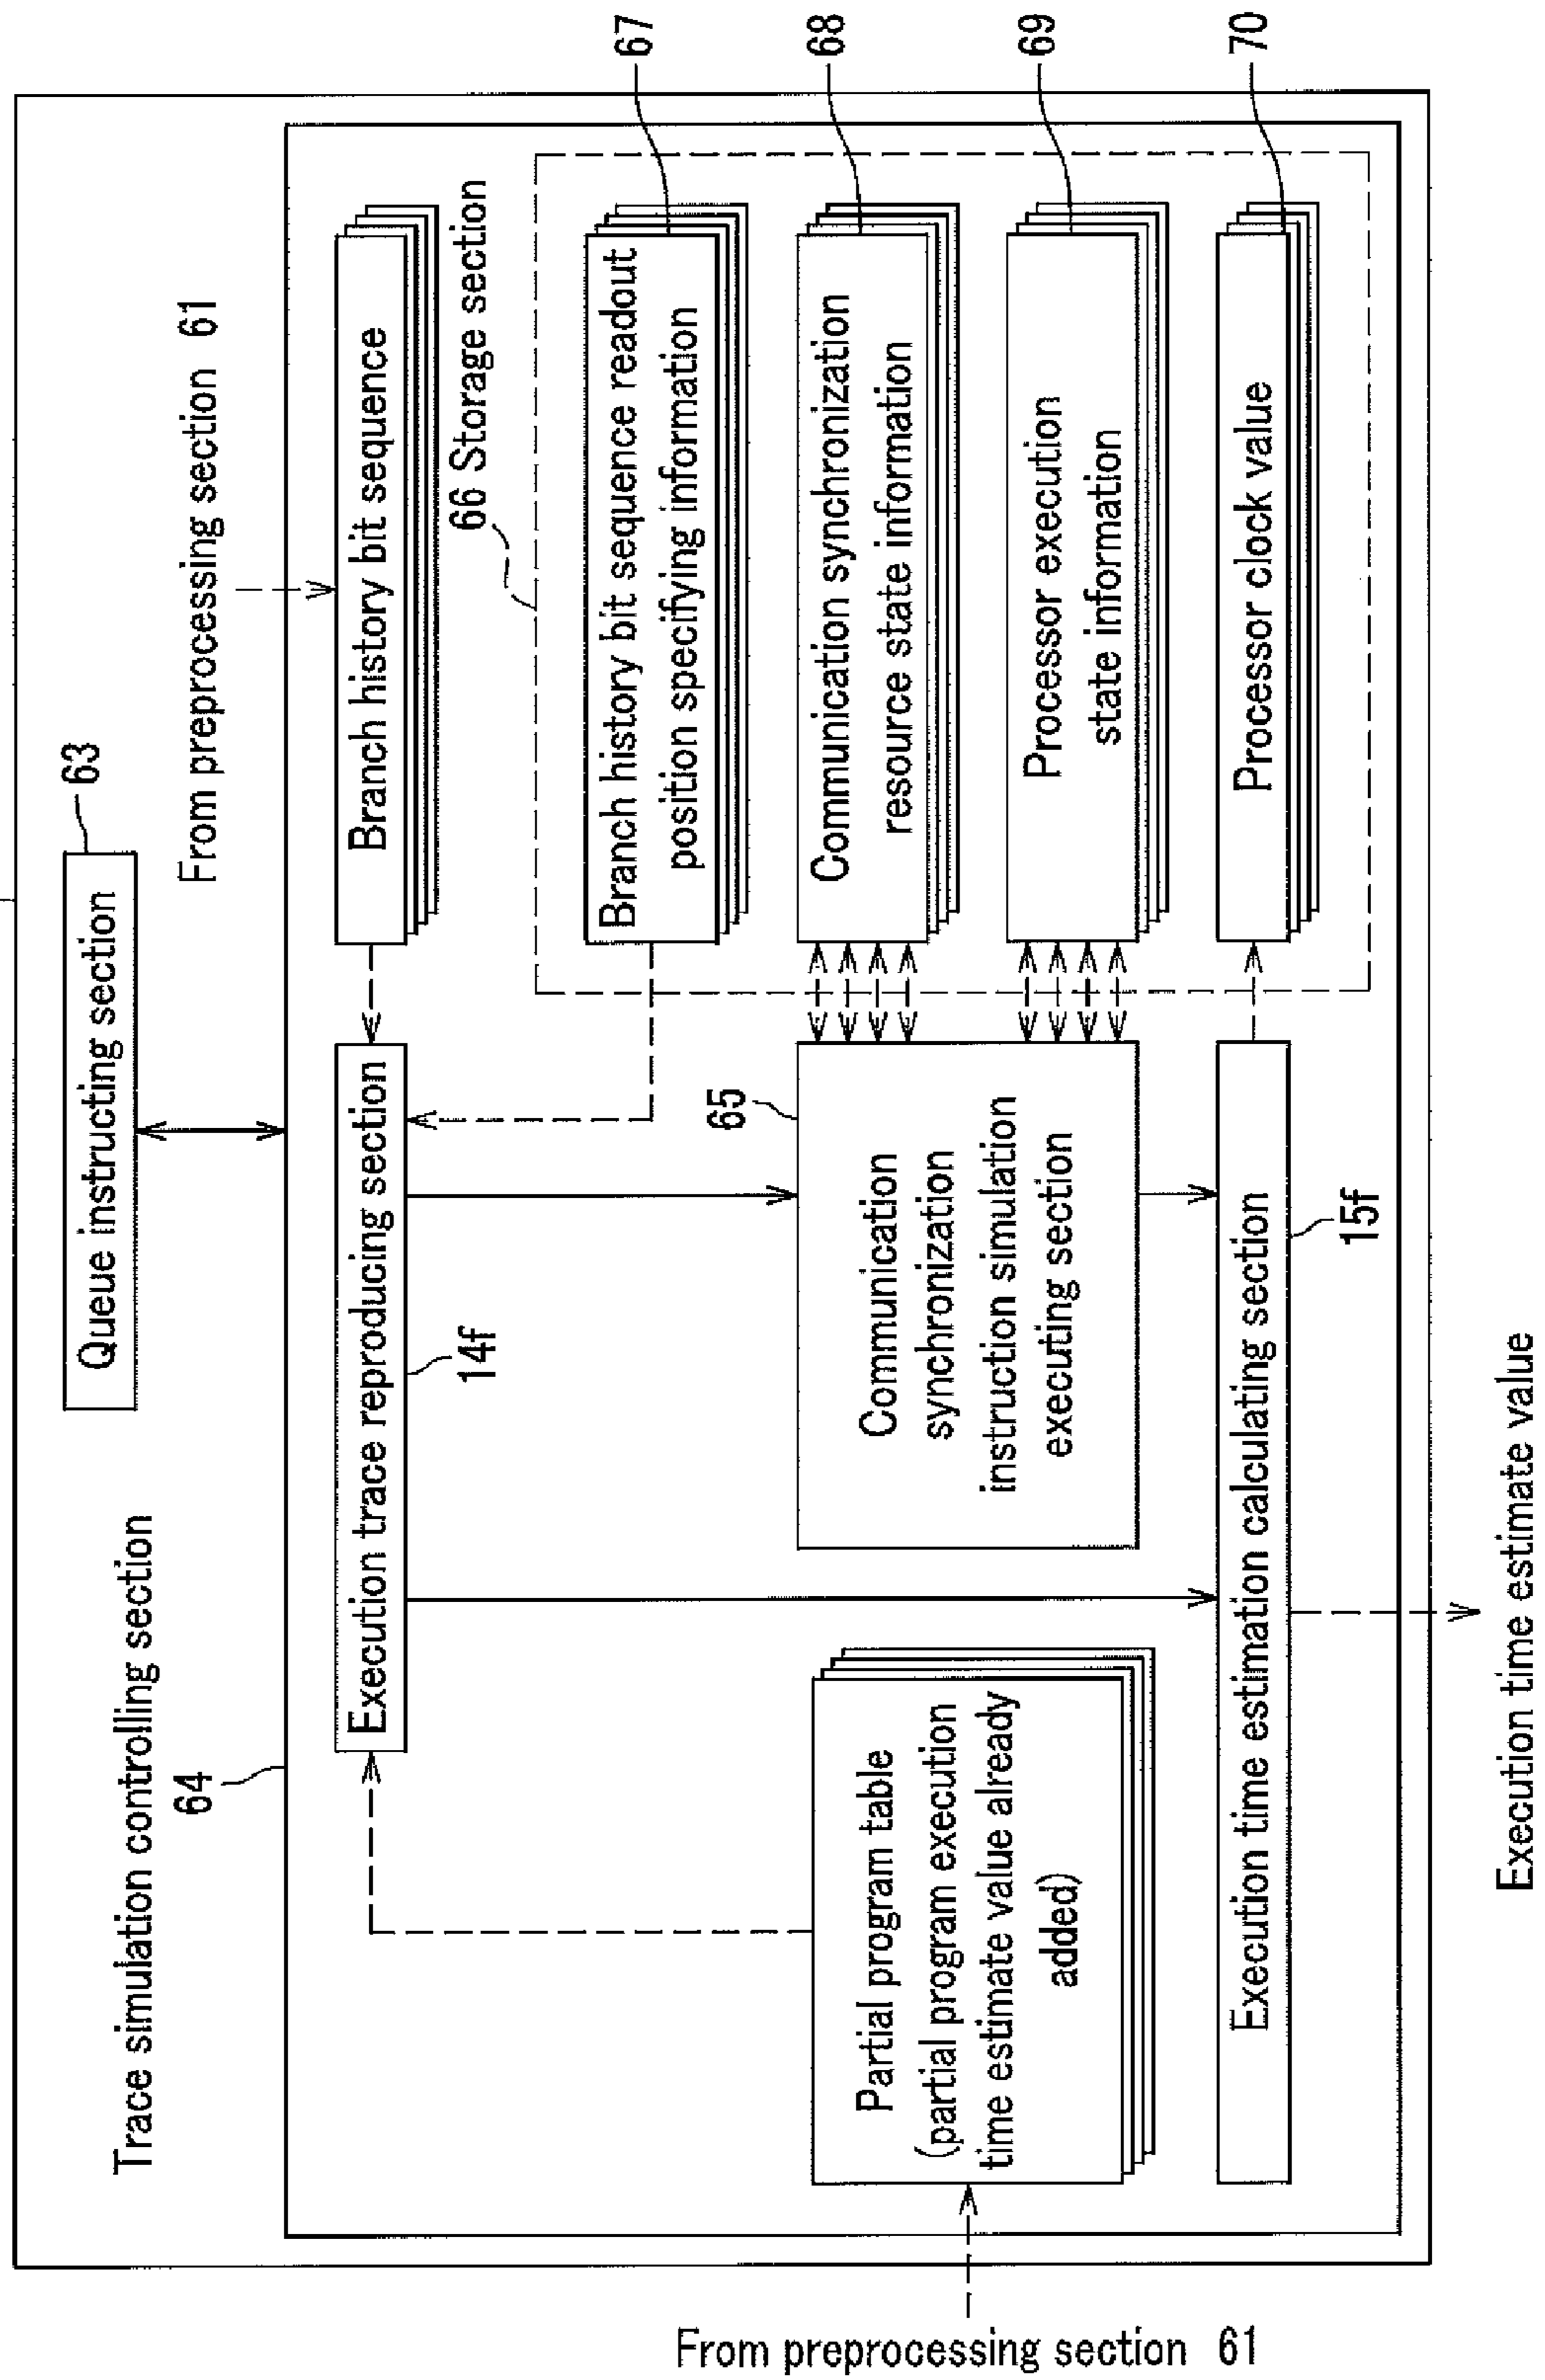 Queue instructing section
63
Trace simulation controlling section
64
From preprocessing section 61
Execution trace reproducing section
14f
Branch history bit sequence
66 Storage section
Branch history bit sequence readout
position specifying information
67
Partial program table
(partial program execution
time estimate value already
added)
Communication
synchronization
instruction simulation
executing section
65
Communication synchronization
resource state information
68
Processor execution
state information
69
Execution time estimation calculating section
15f
Processor clock value
70
From preprocessing section 61
Execution time estimate value